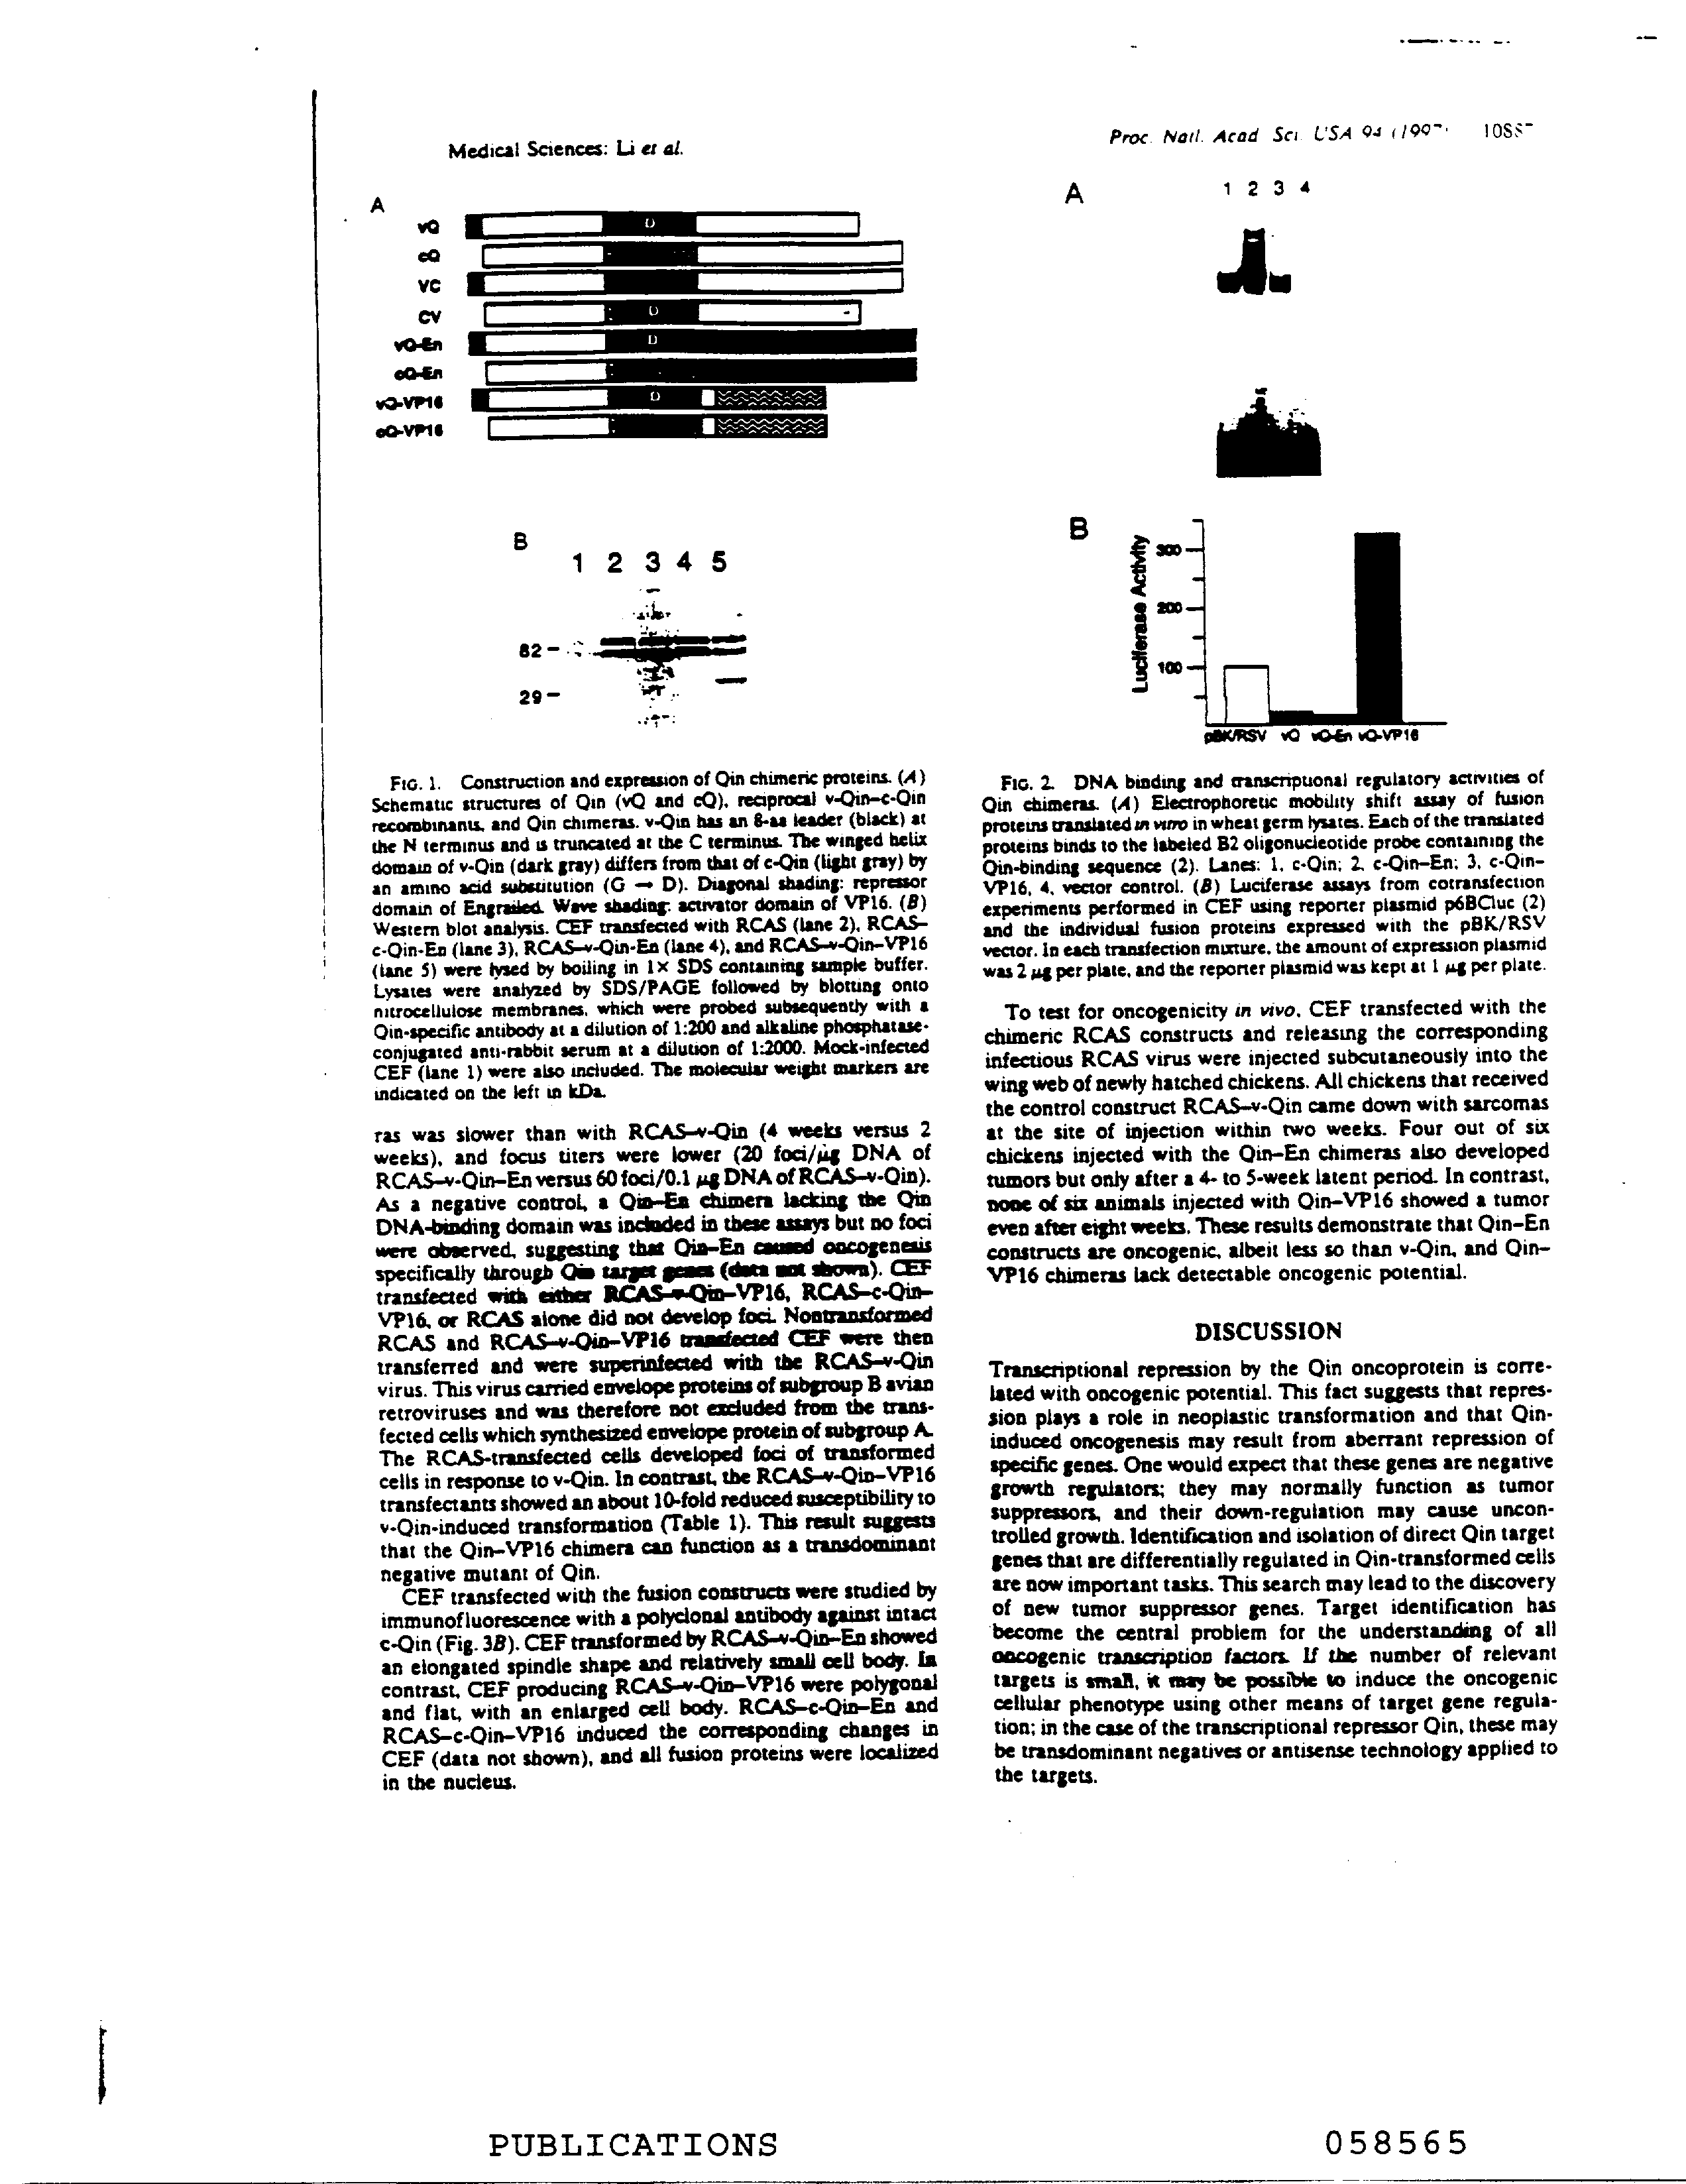 Medical Sciences: Li et al.
Proc. Natl. Acad. Sci. USA 94 (1997) 10887
A
vQ
D
cQ
VC
CV
D
vQ-En
D
cQ-En
vQ-VP16
D
cQ-VP16
B
1 2 3 4 5
82
29
FIG. 1. Construction and expression of Qin chimeric proteins. (A)
Schematic structures of Qin (vQ and cQ), reciprocal v-Qin–c-Qin
recombinants, and Qin chimeras. v-Qin has an 8-aa leader (black) at
the N terminus and is truncated at the C terminus. The winged helix
domain of v-Qin (dark gray) differs from that of c-Qin (light gray) by
an amino acid substitution (G → D). Diagonal shading: repressor
domain of Engrailed. Wave shading: activator domain of VP16. (B)
Western blot analysis. CEF transfected with RCAS (lane 2), RCAS–
c-Qin-En (lane 3), RCAS–v-Qin-En (lane 4), and RCAS–v-Qin–VP16
(lane 5) were lysed by boiling in 1× SDS containing sample buffer.
Lysates were analyzed by SDS/PAGE followed by blotting onto
nitrocellulose membranes, which were probed subsequently with a
Qin-specific antibody at a dilution of 1:200 and alkaline phosphatase-
conjugated anti-rabbit serum at a dilution of 1:2000. Mock-infected
CEF (lane 1) were also included. The molecular weight markers are
indicated on the left in kDa.
ras was slower than with RCAS–v-Qin (4 weeks versus 2
weeks), and focus titers were lower (20 foci/μg DNA of
RCAS–v-Qin–En versus 60 foci/0.1 μg DNA of RCAS–v-Qin).
As a negative control, a Qin–En chimera lacking the Qin
DNA-binding domain was included in these assays but no foci
were observed, suggesting that Qin–En caused oncogenesis
specifically through Qin target genes (data not shown). CEF
transfected with either RCAS–v-Qin–VP16, RCAS–c-Qin–
VP16, or RCAS alone did not develop foci. Nontransformed
RCAS and RCAS–v-Qin–VP16 transfected CEF were then
transferred and were superinfected with the RCAS–v-Qin
virus. This virus carried envelope proteins of subgroup B avian
retroviruses and was therefore not excluded from the trans-
fected cells which synthesized envelope protein of subgroup A.
The RCAS-transfected cells developed foci of transformed
cells in response to v-Qin. In contrast, the RCAS–v-Qin–VP16
transfectants showed an about 10-fold reduced susceptibility to
v-Qin-induced transformation (Table 1). This result suggests
that the Qin–VP16 chimera can function as a transdominant
negative mutant of Qin.
CEF transfected with the fusion constructs were studied by
immunofluorescence with a polyclonal antibody against intact
c-Qin (Fig. 3B). CEF transformed by RCAS–v-Qin–En showed
an elongated spindle shape and relatively small cell body. In
contrast, CEF producing RCAS–v-Qin–VP16 were polygonal
and flat, with an enlarged cell body. RCAS–c-Qin–En and
RCAS–c-Qin–VP16 induced the corresponding changes in
CEF (data not shown), and all fusion proteins were localized
in the nucleus.
A
1 2 3 4
B
Luciferase Activity
300
200
100
pBK/RSV vQ vQ-En vQ-VP16
FIG. 2. DNA binding and transcriptional regulatory activities of
Qin chimeras. (A) Electrophoretic mobility shift assay of fusion
proteins translated in vitro in wheat germ lysates. Each of the translated
proteins binds to the labeled B2 oligonucleotide probe containing the
Qin-binding sequence (2). Lanes: 1, c-Qin; 2, c-Qin–En; 3, c-Qin–
VP16, 4, vector control. (B) Luciferase assays from cotransfection
experiments performed in CEF using reporter plasmid p6BCluc (2)
and the individual fusion proteins expressed with the pBK/RSV
vector. In each transfection mixture, the amount of expression plasmid
was 2 μg per plate, and the reporter plasmid was kept at 1 μg per plate.
To test for oncogenicity in vivo, CEF transfected with the
chimeric RCAS constructs and releasing the corresponding
infectious RCAS virus were injected subcutaneously into the
wing web of newly hatched chickens. All chickens that received
the control construct RCAS–v-Qin came down with sarcomas
at the site of injection within two weeks. Four out of six
chickens injected with the Qin–En chimeras also developed
tumors but only after a 4- to 5-week latent period. In contrast,
none of six animals injected with Qin–VP16 showed a tumor
even after eight weeks. These results demonstrate that Qin–En
constructs are oncogenic, albeit less so than v-Qin, and Qin–
VP16 chimeras lack detectable oncogenic potential.
DISCUSSION
Transcriptional repression by the Qin oncoprotein is corre-
lated with oncogenic potential. This fact suggests that repres-
sion plays a role in neoplastic transformation and that Qin-
induced oncogenesis may result from aberrant repression of
specific genes. One would expect that these genes are negative
growth regulators; they may normally function as tumor
suppressors, and their down-regulation may cause uncon-
trolled growth. Identification and isolation of direct Qin target
genes that are differentially regulated in Qin-transformed cells
are now important tasks. This search may lead to the discovery
of new tumor suppressor genes. Target identification has
become the central problem for the understanding of all
oncogenic transcription factors. If the number of relevant
targets is small, it may be possible to induce the oncogenic
cellular phenotype using other means of target gene regula-
tion; in the case of the transcriptional repressor Qin, these may
be transdominant negatives or antisense technology applied to
the targets.
PUBLICATIONS
058565